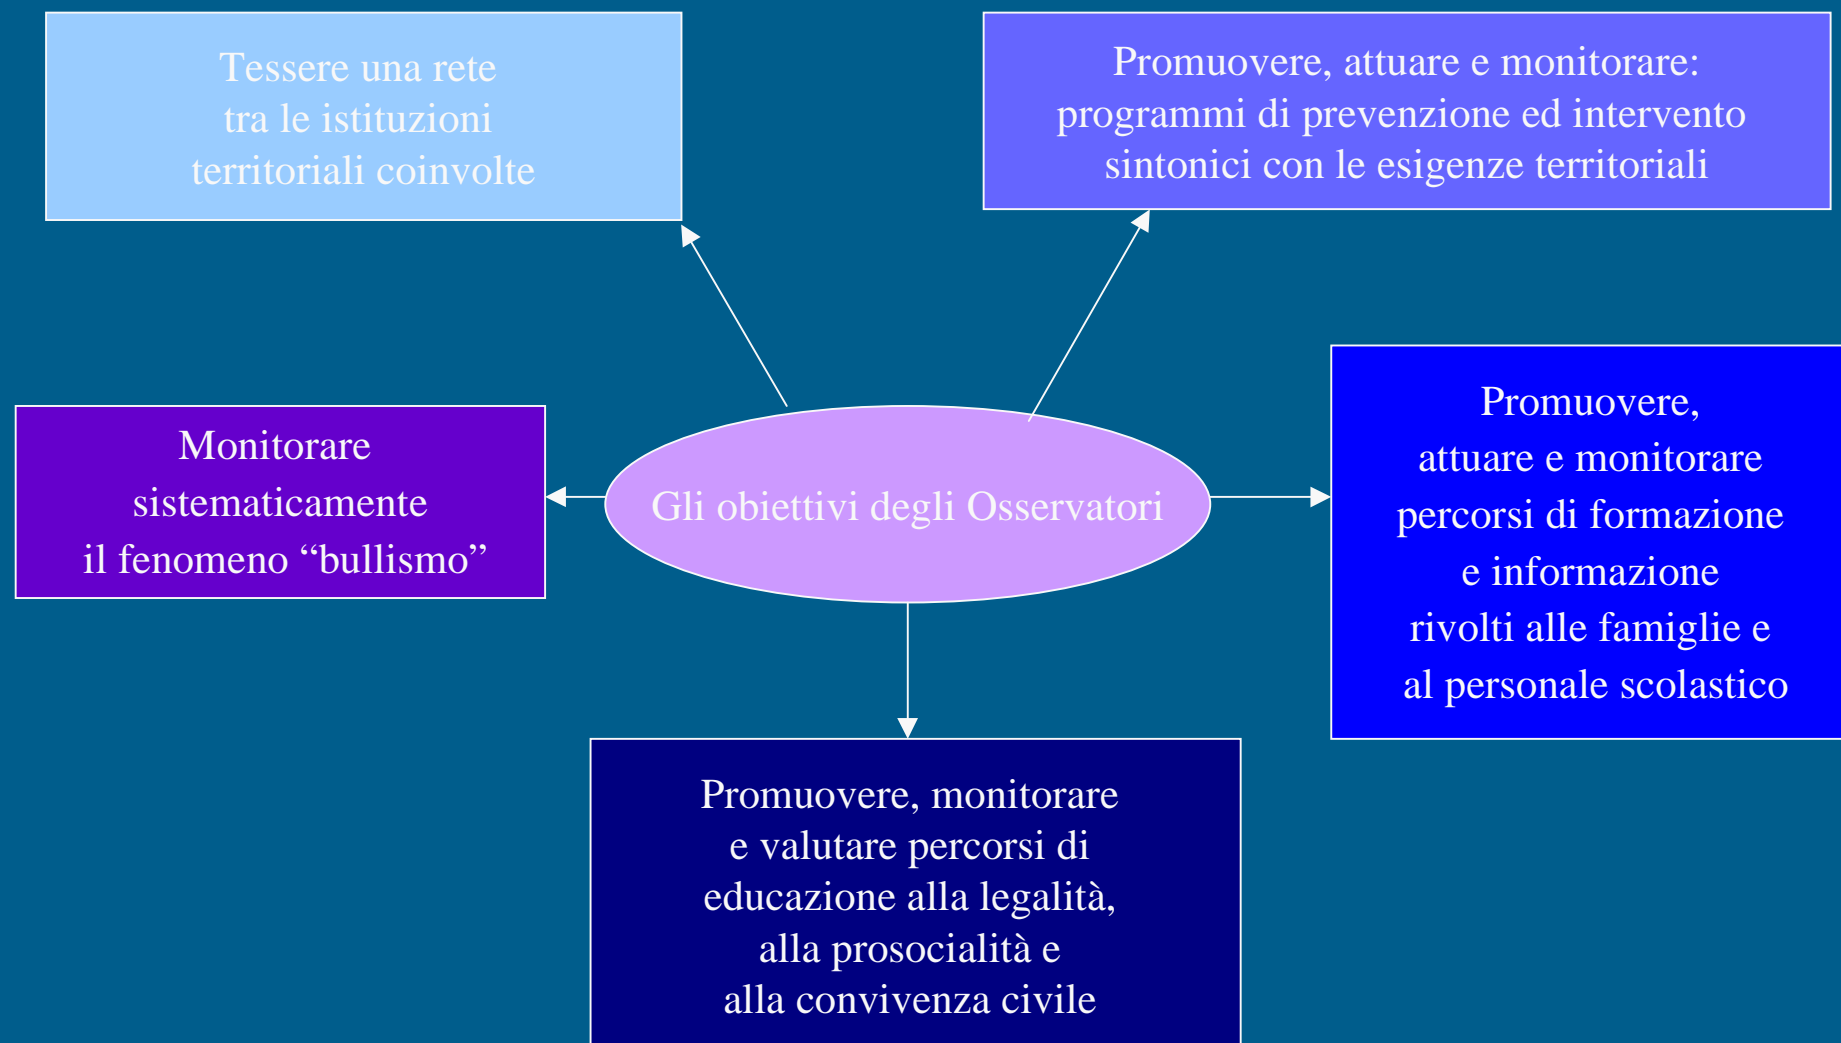 Tessere una rete
tra le istituzioni
territoriali coinvolte
Promuovere, attuare e monitorare:
programmi di prevenzione ed intervento
sintonici con le esigenze territoriali
Monitorare
sistematicamente
il fenomeno “bullismo”
Gli obiettivi degli Osservatori
Promuovere,
attuare e monitorare
percorsi di formazione
e informazione
rivolti alle famiglie e
al personale scolastico
Promuovere, monitorare
e valutare percorsi di
educazione alla legalità,
alla prosocialità e
alla convivenza civile